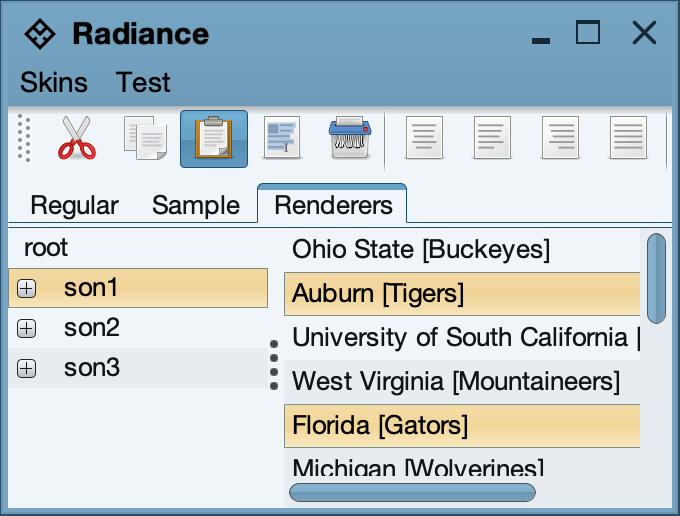 Radiance
Skins Test
Regular Sample Renderers
root
son1
son2
son3
Ohio State [Buckeyes]
Auburn [Tigers]
University of South California [
West Virginia [Mountaineers]
Florida [Gators]
Michigan [Wolverines]